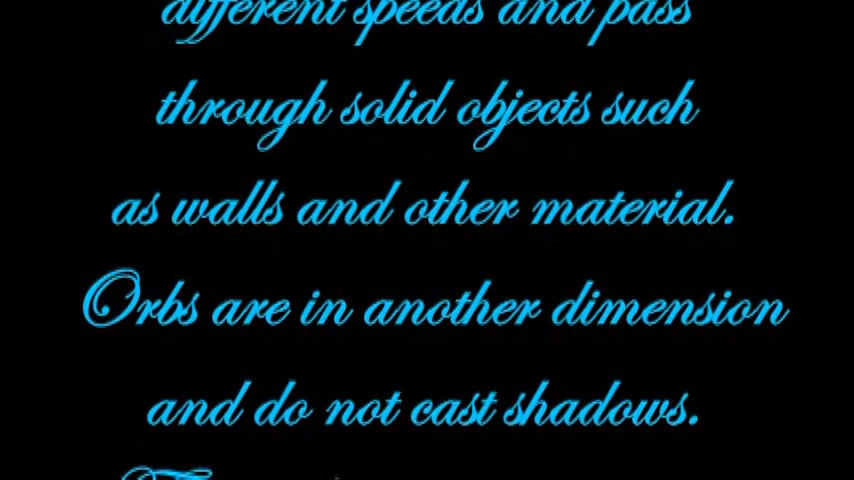 different speeds and pass
through solid objects such
as walls and other material.
Orbs are in another dimension
and do not cast shadows.